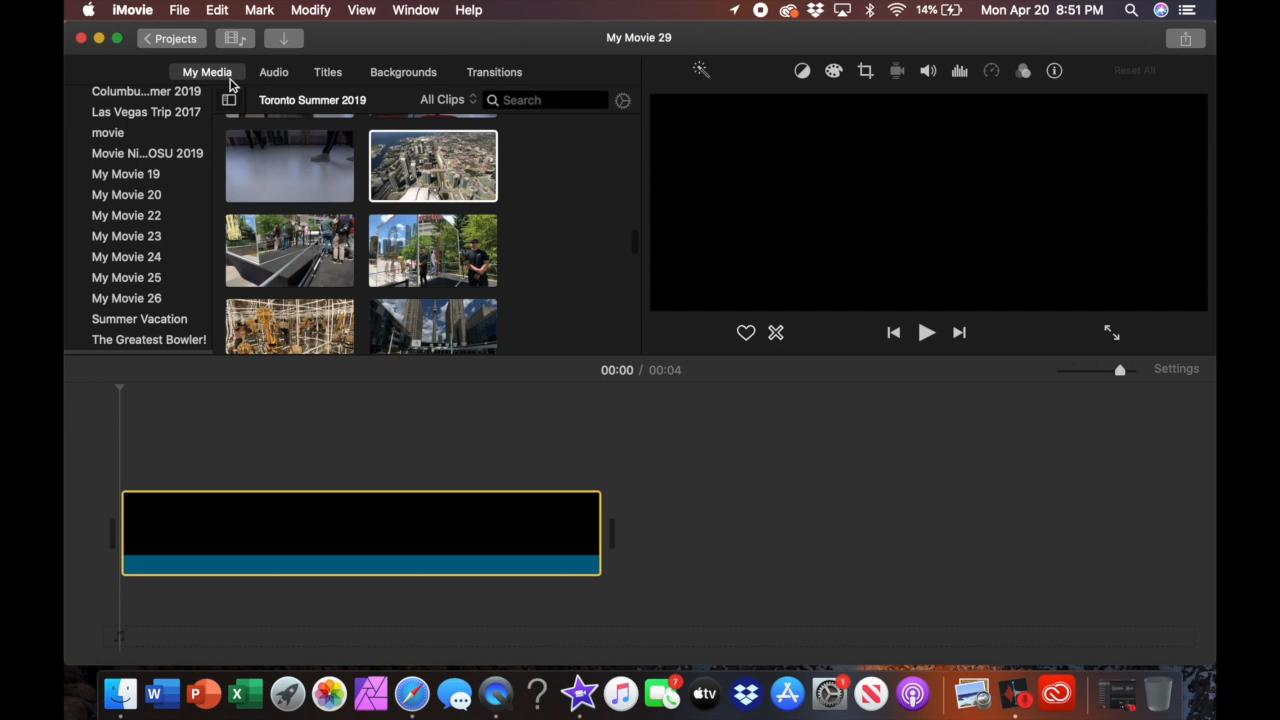 iMovie File Edit Mark Modify View Window Help 14% Mon Apr 20 8:51 PM
Projects My Movie 29
My Media Audio Titles Backgrounds Transitions Reset All
Columbu...mer 2019 Toronto Summer 2019 All Clips Search
Las Vegas Trip 2017
movie
Movie Ni...OSU 2019
My Movie 19
My Movie 20
My Movie 22
My Movie 23
My Movie 24
My Movie 25
My Movie 26
Summer Vacation
The Greatest Bowler!
00:00 / 00:04 Settings
W P X ? 7 tv 1 N